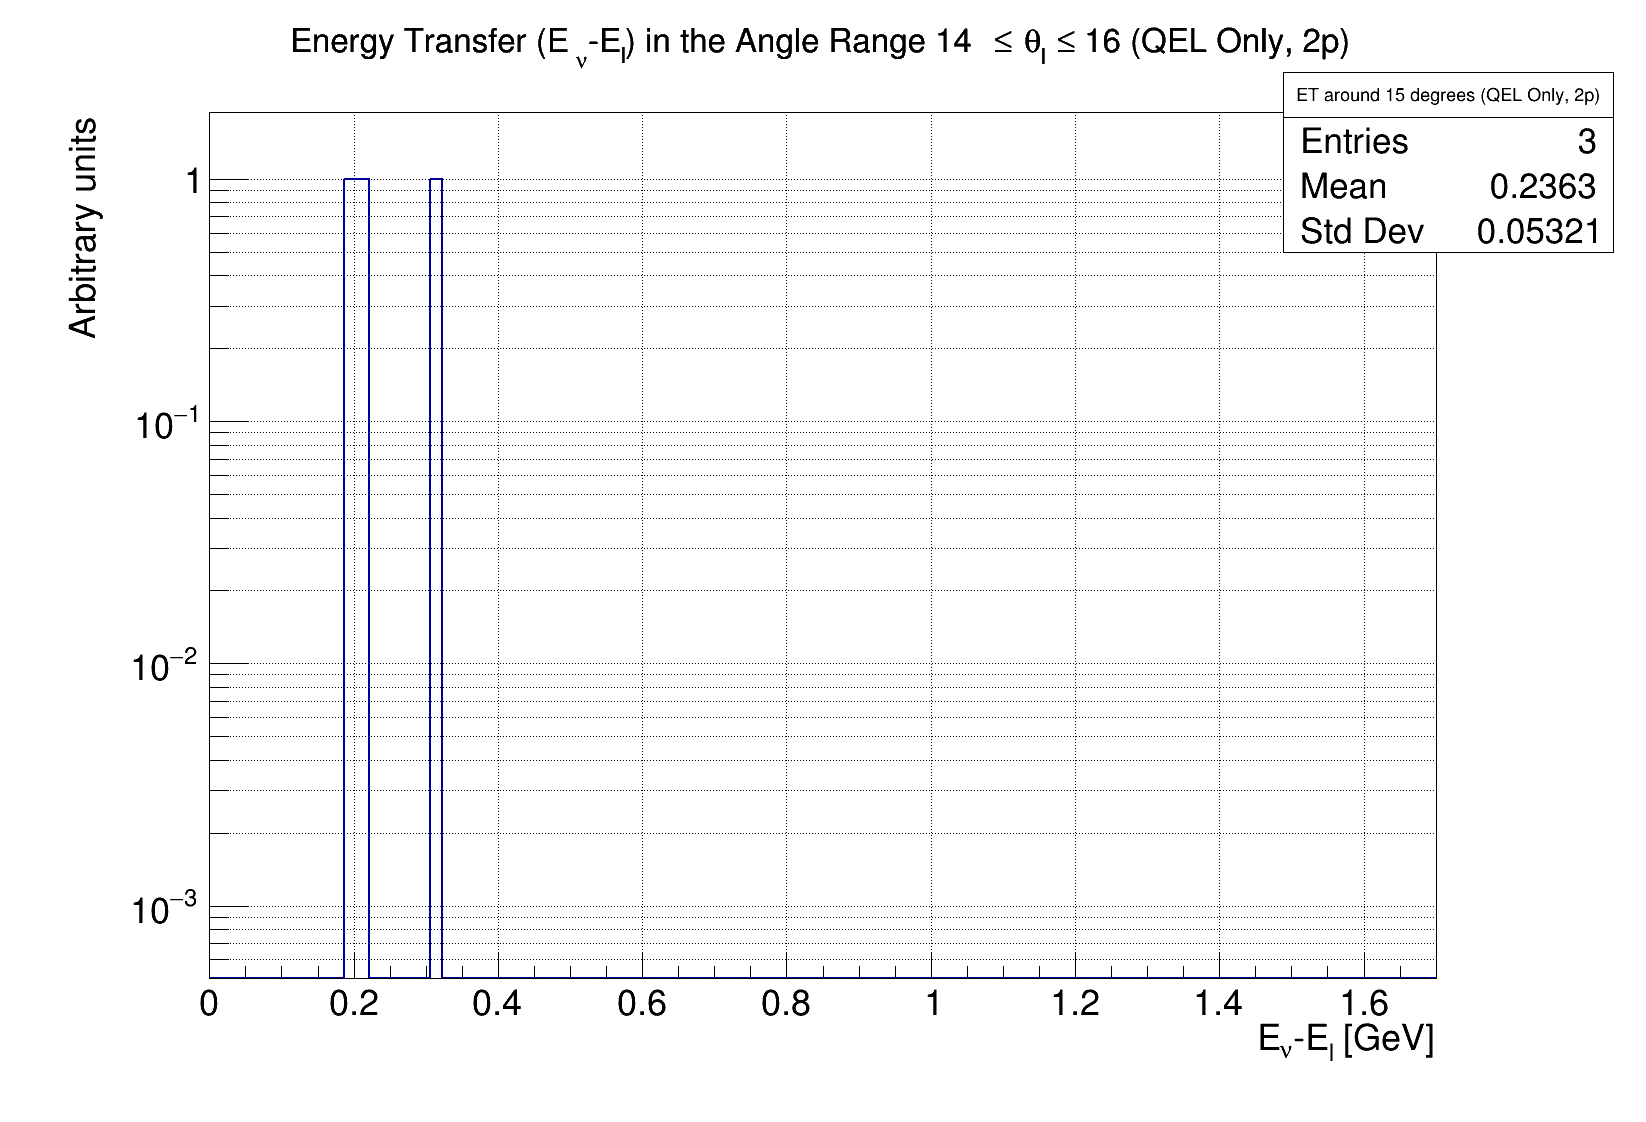 Energy Transfer (E ν-El) in the Angle Range 14 ≤ θl ≤ 16 (QEL Only, 2p)
ET around 15 degrees (QEL Only, 2p)
Entries 3
Mean 0.2363
Std Dev 0.05321
Arbitrary units
1
10−1
10−2
10−3
0 0.2 0.4 0.6 0.8 1 1.2 1.4 1.6
Eν-El [GeV]